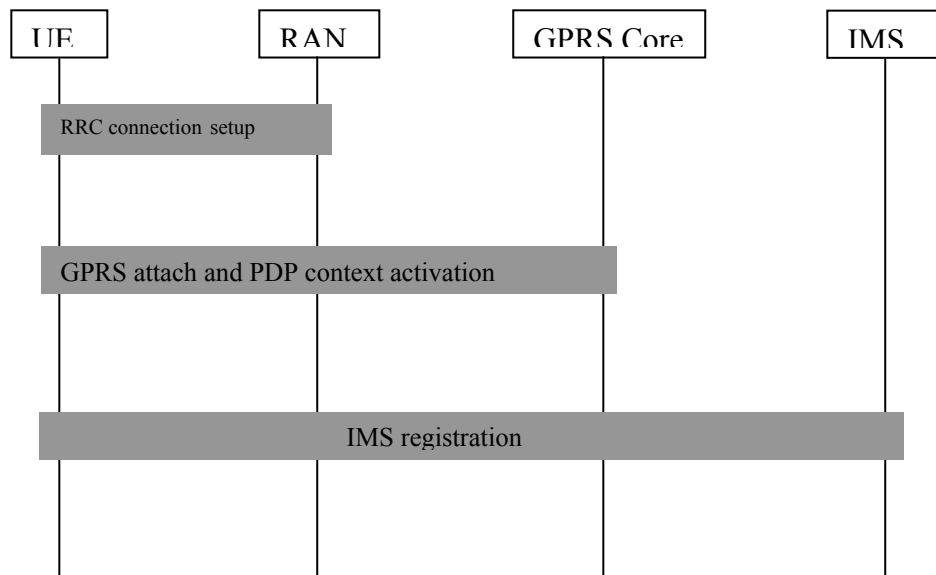 UE
RAN
GPRS Core
IMS
RRC connection setup
GPRS attach and PDP context activation
IMS registration